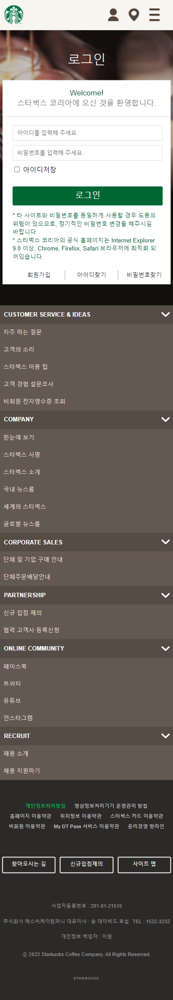 로그인
Welcome!
스타벅스 코리아에 오신 것을 환영합니다.
아이디를 입력해 주세요.
비밀번호를 입력해 주세요.
아이디저장
로그인
* 타 사이트와 비밀번호를 동일하게 사용할 경우 도용의
위험이 있으므로, 정기적인 비밀번호 변경을 해주시길
바랍니다.
* 스타벅스 코리아의 공식 홈페이지는 Internet Explorer
9.0 이상, Chrome, Firefox, Safari 브라우저에 최적화 되
어있습니다.
회원가입 아이디찾기 비밀번호찾기
CUSTOMER SERVICE & IDEAS
자주 하는 질문
고객의 소리
스타벅스 이용 팁
고객 경험 설문조사
비회원 전자영수증 조회
COMPANY
한눈에 보기
스타벅스 사명
스타벅스 소개
국내 뉴스룸
세계의 스타벅스
글로벌 뉴스룸
CORPORATE SALES
단체 및 기업 구매 안내
단체주문배달안내
PARTNERSHIP
신규 입점 제의
협력 고객사 등록신청
ONLINE COMMUNITY
페이스북
트위티
유튜브
인스타그램
RECRUIT
채용 소개
채용 지원하기
개인정보처리방침 영상정보처리기기 운영관리 방침
홈페이지 이용약관 위치정보 이용약관 스타벅스 카드 이용약관
비회원 이용약관 My DT Pass 서비스 이용약관 윤리경영 핫라인
찾아오시는 길 신규입점제의 사이트 맵
사업자등록번호 : 201-81-21515
주식회사 에스씨케이컴퍼니 대표이사 : 송 데이비드 호섭 TEL : 1522-3232
개인정보 책임자 : 이현
ⓒ 2022 Starbucks Coffee Company. All Rights Reserved.
STARBUCKS